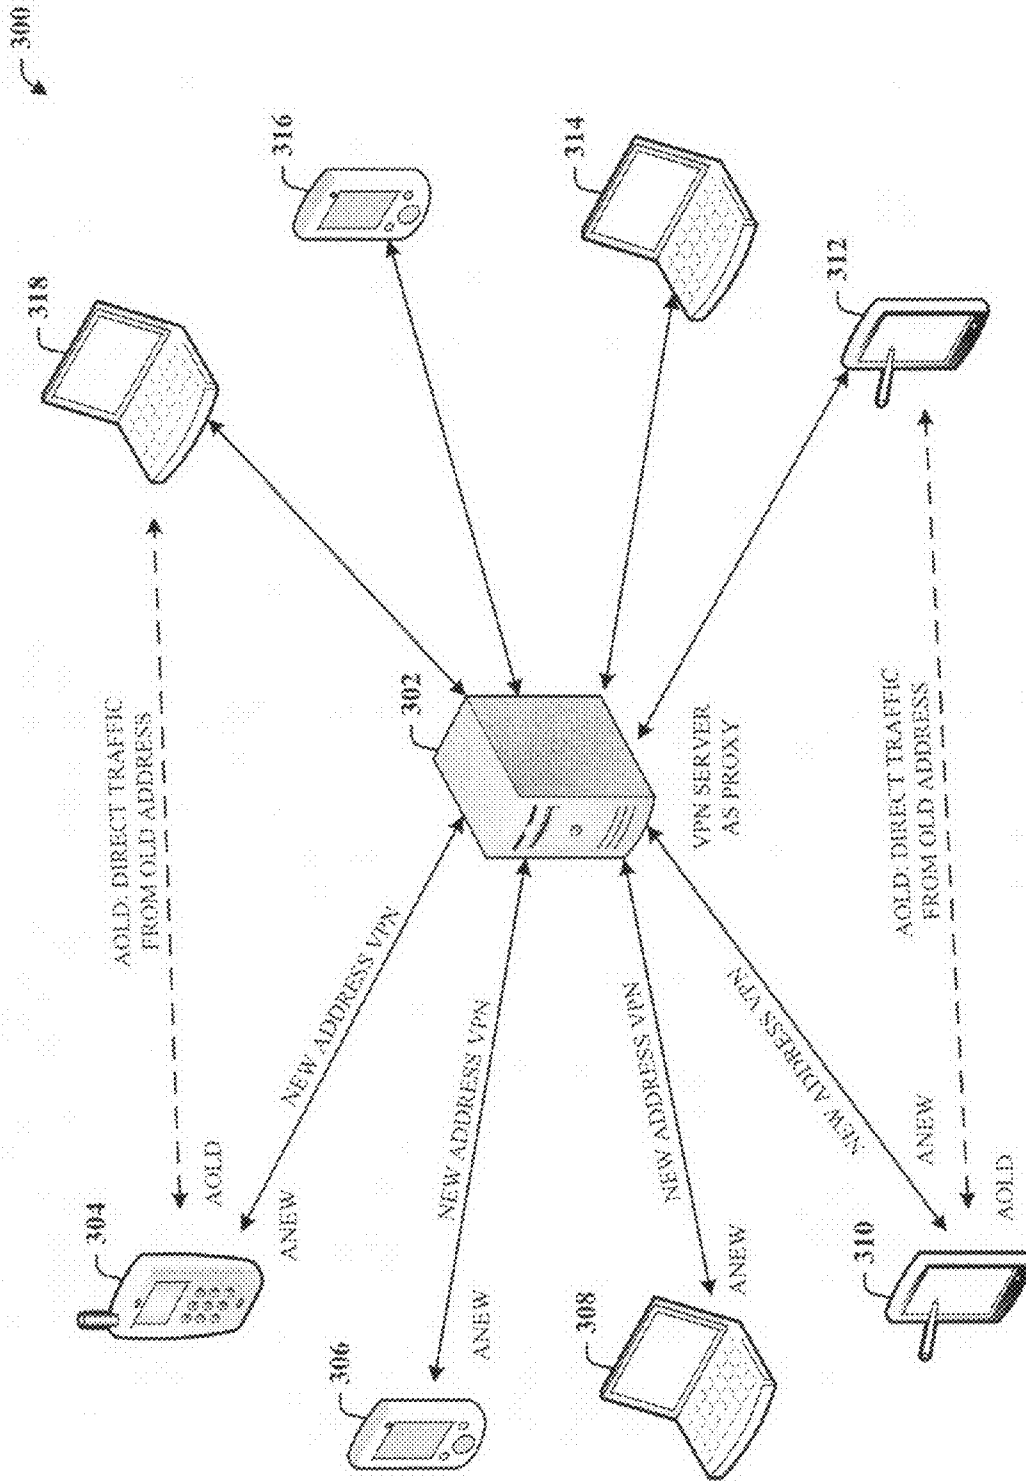 300
304
AOLD
ANEW
AOLD: DIRECT TRAFFIC
FROM OLD ADDRESS
318
NEW ADDRESS VPN
306
ANEW
NEW ADDRESS VPN
302
316
308
ANEW
NEW ADDRESS VPN
314
VPN SERVER
AS PROXY
NEW ADDRESS VPN
310
ANEW
AOLD
AOLD: DIRECT TRAFFIC
FROM OLD ADDRESS
312